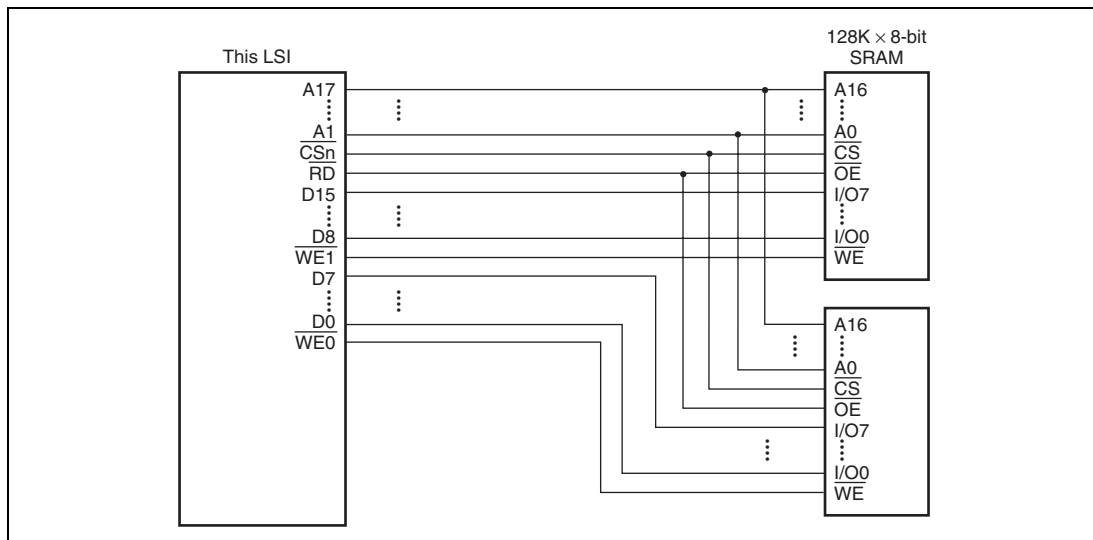 This LSI
A17
A1
CSn
RD
D15
D8
WE1
D7
D0
WE0
128K × 8-bit
SRAM
A16
A0
CS
OE
I/O7
I/O0
WE
A16
A0
CS
OE
I/O7
I/O0
WE